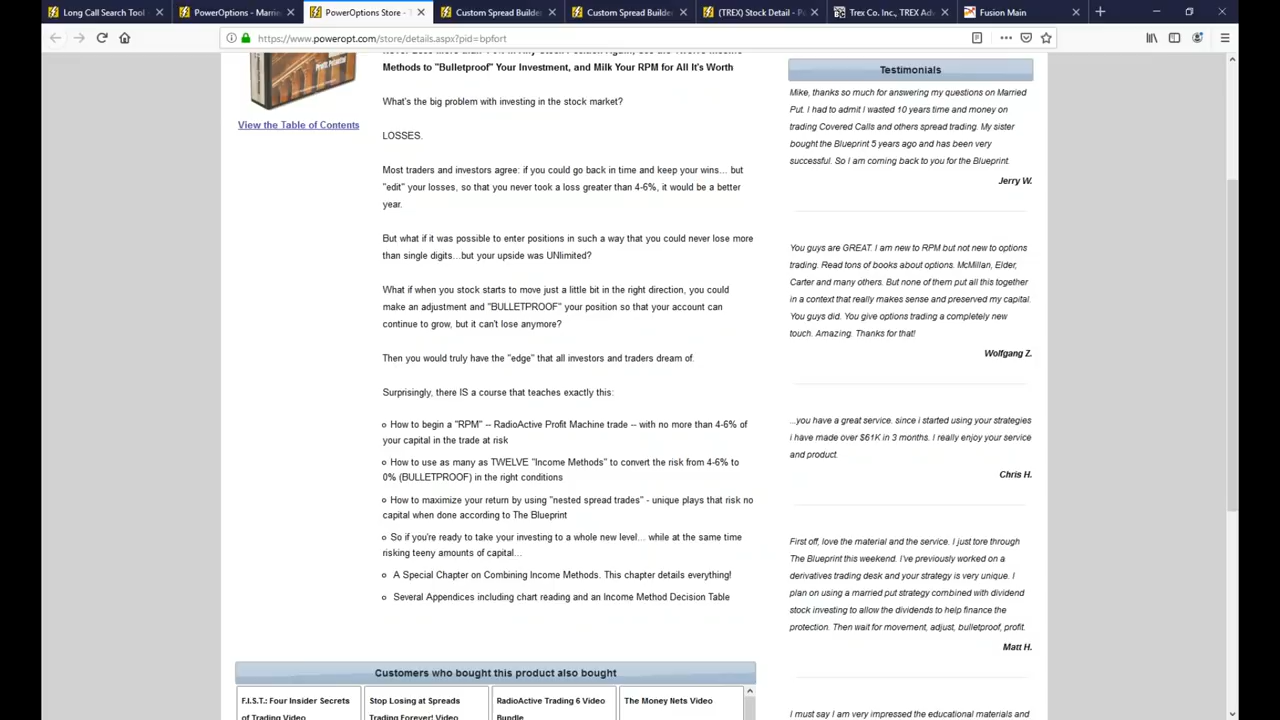 Long Call Search Tool
PowerOptions - Marrie
PowerOptions Store -
Custom Spread Builde
Custom Spread Builder
(TREX) Stock Detail - Po
Trex Co. Inc., TREX Adv
Fusion Main
https://www.poweropt.com/store/details.aspx?pid=bpfort
Methods to "Bulletproof" Your Investment, and Milk Your RPM for All It's Worth
Profit Potential
View the Table of Contents
What's the big problem with investing in the stock market?
LOSSES.
Most traders and investors agree: if you could go back in time and keep your wins... but
"edit" your losses, so that you never took a loss greater than 4-6%, it would be a better
year.
But what if it was possible to enter positions in such a way that you could never lose more
than single digits...but your upside was UNlimited?
What if when you stock starts to move just a little bit in the right direction, you could
make an adjustment and "BULLETPROOF" your position so that your account can
continue to grow, but it can't lose anymore?
Then you would truly have the "edge" that all investors and traders dream of.
Surprisingly, there IS a course that teaches exactly this:
How to begin a "RPM" -- RadioActive Profit Machine trade -- with no more than 4-6% of
your capital in the trade at risk
How to use as many as TWELVE "Income Methods" to convert the risk from 4-6% to
0% (BULLETPROOF) in the right conditions
How to maximize your return by using "nested spread trades" - unique plays that risk no
capital when done according to The Blueprint
So if you're ready to take your investing to a whole new level... while at the same time
risking teeny amounts of capital...
A Special Chapter on Combining Income Methods. This chapter details everything!
Several Appendices including chart reading and an Income Method Decision Table
Customers who bought this product also bought
F.I.S.T.: Four Insider Secrets
of Trading Video
Stop Losing at Spreads
Trading Forever! Video
RadioActive Trading 6 Video
Bundle
The Money Nets Video
Testimonials
Mike, thanks so much for answering my questions on Married
Put. I had to admit I wasted 10 years time and money on
trading Covered Calls and others spread trading. My sister
bought the Blueprint 5 years ago and has been very
successful. So I am coming back to you for the Blueprint.
Jerry W.
You guys are GREAT. I am new to RPM but not new to options
trading. Read tons of books about options. McMillan, Elder,
Carter and many others. But none of them put all this together
in a context that really makes sense and preserved my capital.
You guys did. You give options trading a completely new
touch. Amazing. Thanks for that!
Wolfgang Z.
...you have a great service. since i started using your strategies
i have made over $61K in 3 months. I really enjoy your service
and product.
Chris H.
First off, love the material and the service. I just tore through
The Blueprint this weekend. I've previously worked on a
derivatives trading desk and your strategy is very unique. I
plan on using a married put strategy combined with dividend
stock investing to allow the dividends to help finance the
protection. Then wait for movement, adjust, bulletproof, profit.
Matt H.
I must say I am very impressed the educational materials and